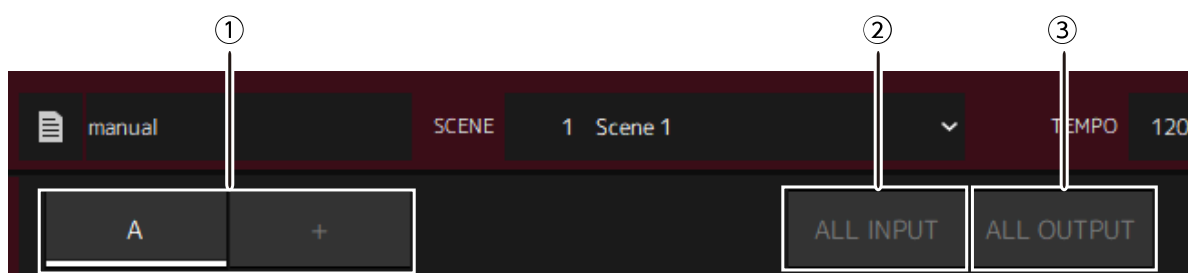 ① ② ③
manual SCENE 1 Scene 1 TEMPO 120
A + ALL INPUT ALL OUTPUT